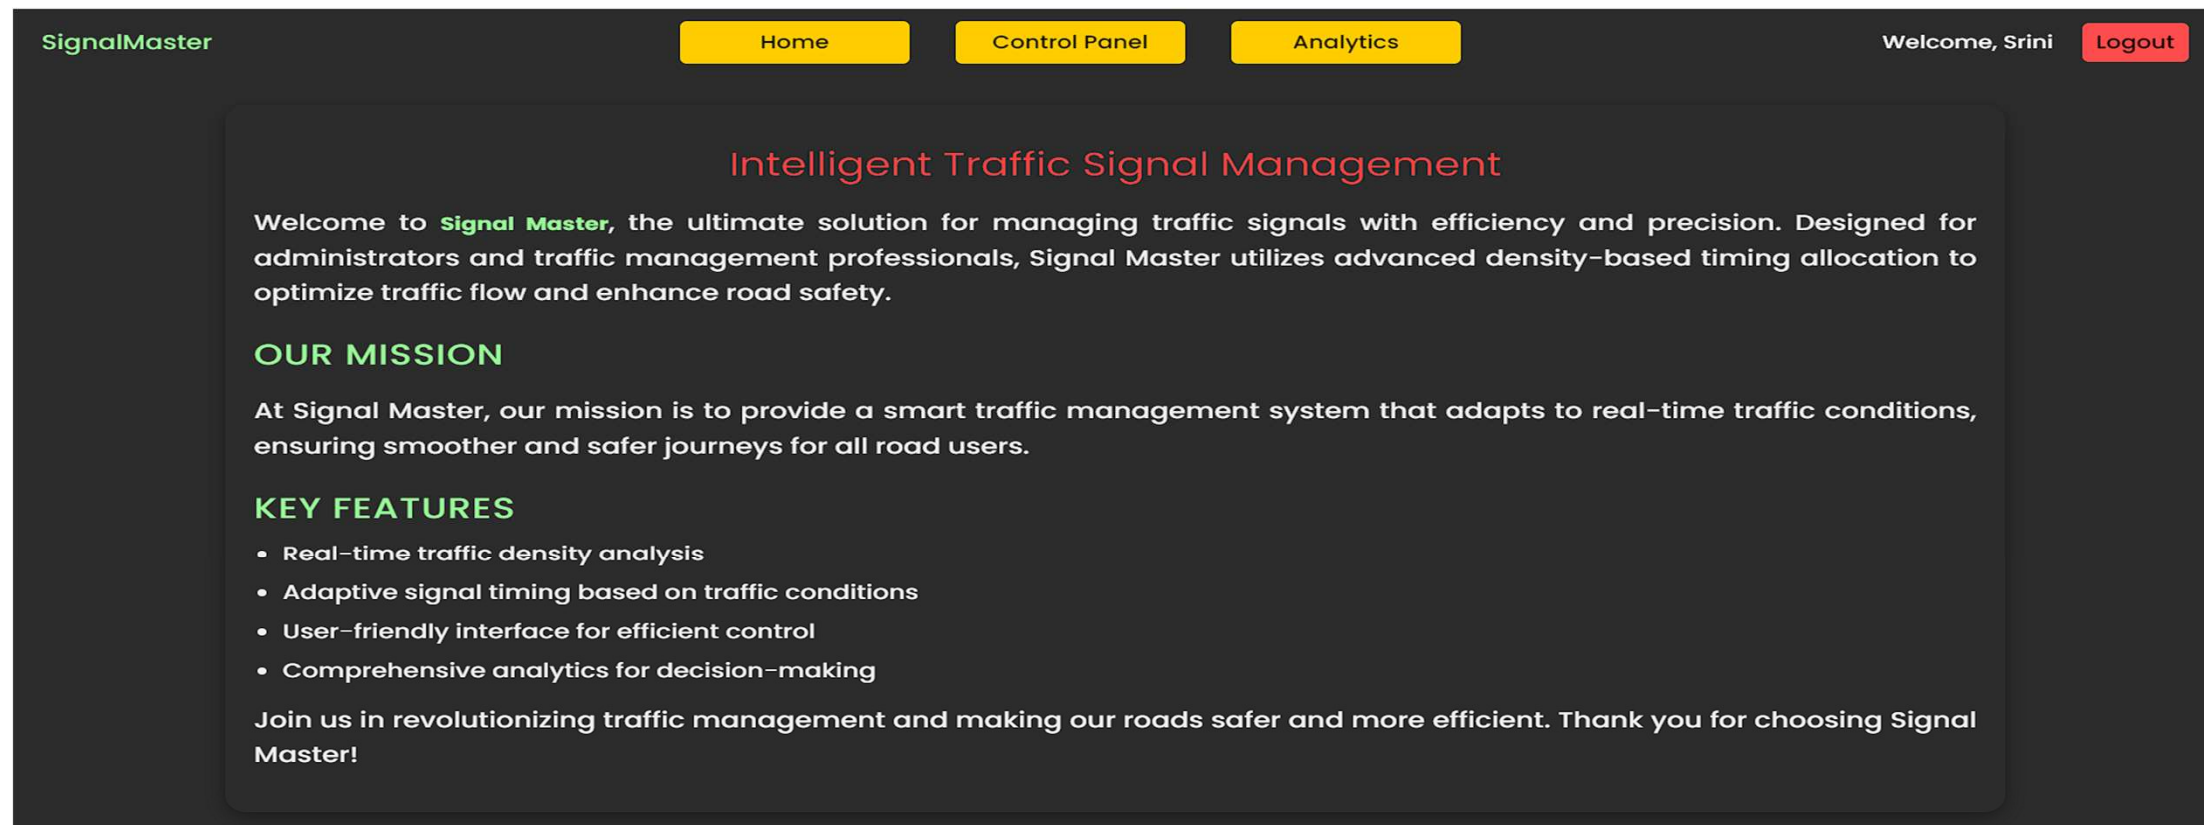 SignalMaster
Home
Control Panel
Analytics
Welcome, Srini
Logout
Intelligent Traffic Signal Management
Welcome to Signal Master, the ultimate solution for managing traffic signals with efficiency and precision. Designed for
administrators and traffic management professionals, Signal Master utilizes advanced density-based timing allocation to
optimize traffic flow and enhance road safety.
OUR MISSION
At Signal Master, our mission is to provide a smart traffic management system that adapts to real-time traffic conditions,
ensuring smoother and safer journeys for all road users.
KEY FEATURES
• Real-time traffic density analysis
• Adaptive signal timing based on traffic conditions
• User-friendly interface for efficient control
• Comprehensive analytics for decision-making
Join us in revolutionizing traffic management and making our roads safer and more efficient. Thank you for choosing Signal
Master!